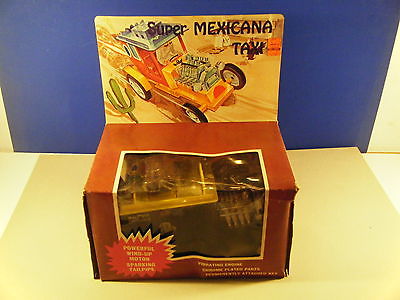 Super MEXICANA
TAXI
POWERFUL
WIND-UP
MOTOR
SPARKING
TAILPIPE
VIBRATING ENGINE
CHROME PLATED PARTS
PERMANENTLY ATTACHED KEY